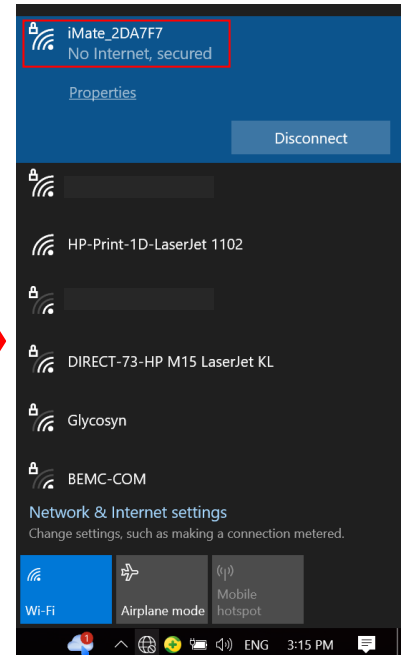 iMate_2DA7F7
No Internet, secured
Properties
Disconnect
HP-Print-1D-LaserJet 1102
DIRECT-73-HP M15 LaserJet KL
Glycosyn
BEMC-COM
Network & Internet settings
Change settings, such as making a connection metered.
Wi-Fi
Airplane mode
Mobile
hotspot
1
ENG
3:15 PM